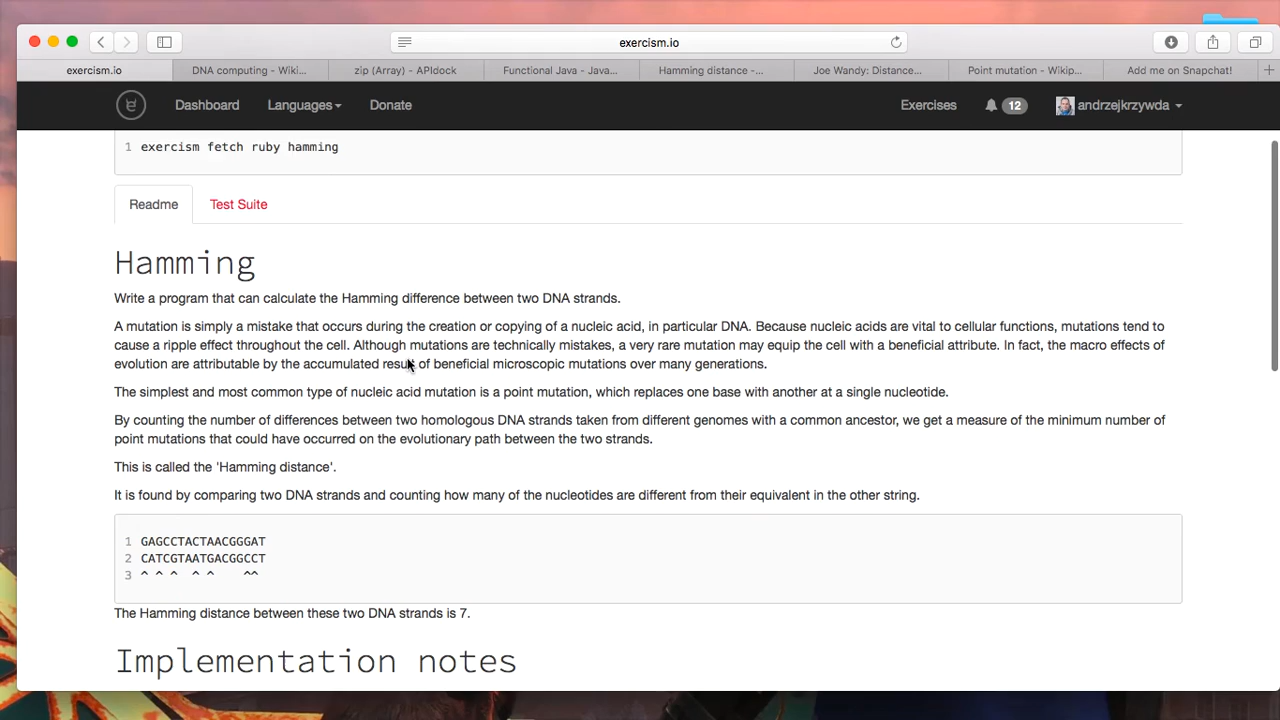 exercism.io
exercism.io
DNA computing - Wiki...
zip (Array) - APIdock
Functional Java - Java...
Hamming distance -...
Joe Wandy: Distance...
Point mutation - Wikip...
Add me on Snapchat!
Dashboard
Languages
Donate
Exercises
12
andrzejkrzywda
1 exercism fetch ruby hamming
Readme
Test Suite
Hamming
Write a program that can calculate the Hamming difference between two DNA strands.
A mutation is simply a mistake that occurs during the creation or copying of a nucleic acid, in particular DNA. Because nucleic acids are vital to cellular functions, mutations tend to
cause a ripple effect throughout the cell. Although mutations are technically mistakes, a very rare mutation may equip the cell with a beneficial attribute. In fact, the macro effects of
evolution are attributable by the accumulated result of beneficial microscopic mutations over many generations.
The simplest and most common type of nucleic acid mutation is a point mutation, which replaces one base with another at a single nucleotide.
By counting the number of differences between two homologous DNA strands taken from different genomes with a common ancestor, we get a measure of the minimum number of
point mutations that could have occurred on the evolutionary path between the two strands.
This is called the 'Hamming distance'.
It is found by comparing two DNA strands and counting how many of the nucleotides are different from their equivalent in the other string.
1 GAGCCTACTAACGGGAT
2 CATCGTAATGACGGCCT
3 ^ ^ ^  ^ ^    ^^
The Hamming distance between these two DNA strands is 7.
Implementation notes